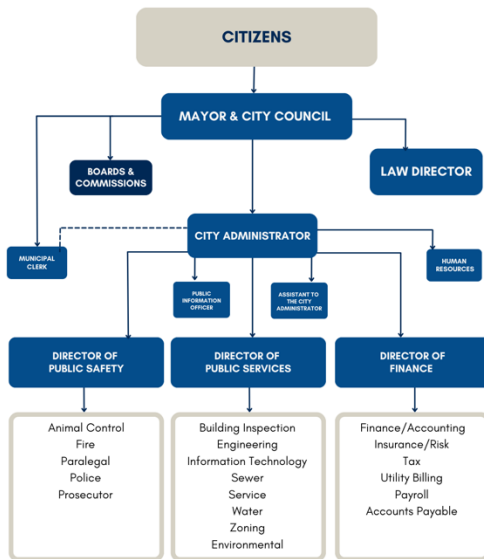 CITIZENS
MAYOR & CITY COUNCIL
BOARDS &
COMMISSIONS
LAW DIRECTOR
CITY ADMINISTRATOR
MUNICIPAL
CLERK
HUMAN
RESOURCES
PUBLIC
INFORMATION
OFFICER
ASSISTANT TO
THE CITY
ADMINISTRATOR
DIRECTOR OF
PUBLIC SAFETY
DIRECTOR OF
PUBLIC SERVICES
DIRECTOR OF
FINANCE
Animal Control
Fire
Paralegal
Police
Prosecutor
Building Inspection
Engineering
Information Technology
Sewer
Service
Water
Zoning
Environmental
Finance/Accounting
Insurance/Risk
Tax
Utility Billing
Payroll
Accounts Payable